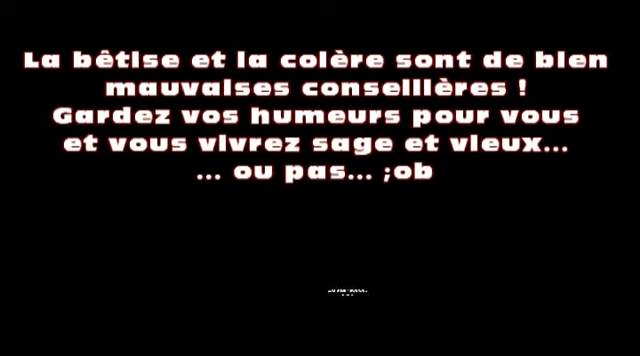 La bêtise et la colère sont de bien
mauvaises conseillères !
Gardez vos humeurs pour vous
et vous vivrez sage et vieux...
... ou pas... ;ob